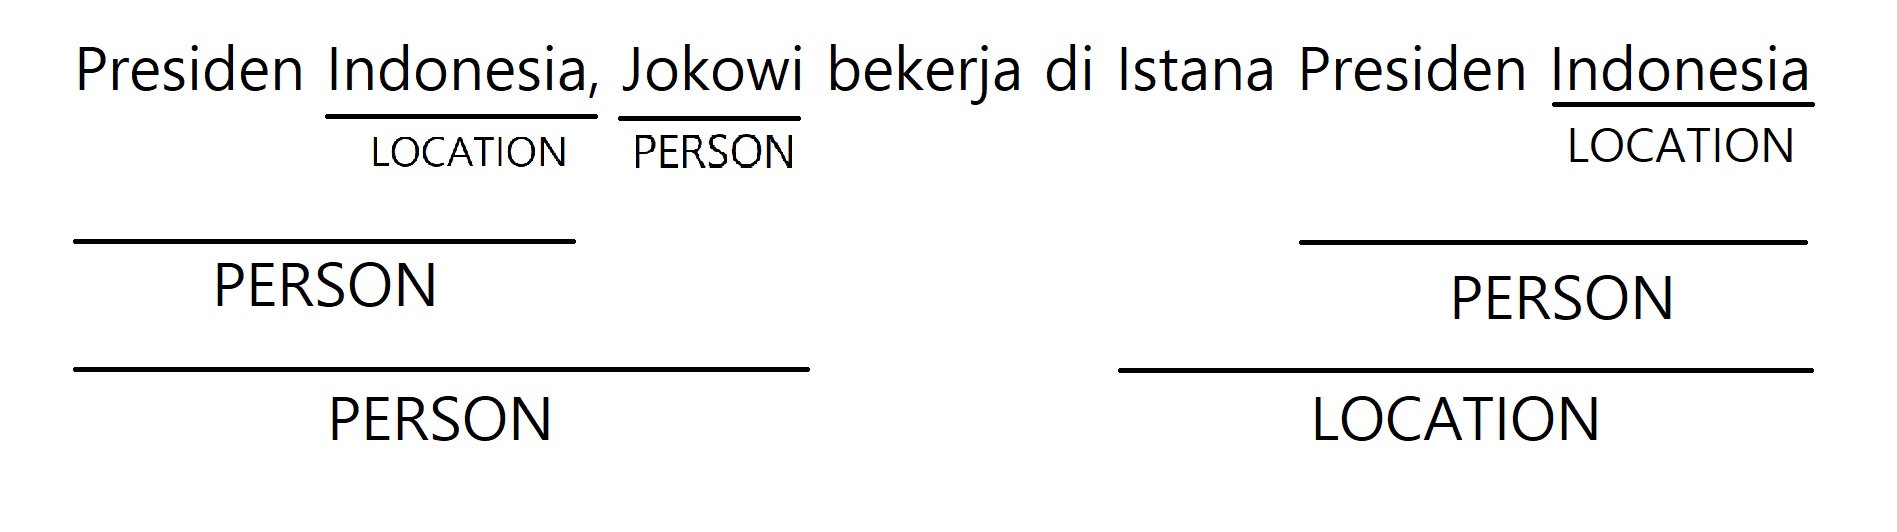 Presiden Indonesia, Jokowi bekerja di Istana Presiden Indonesia
LOCATION PERSON LOCATION
PERSON PERSON
PERSON LOCATION